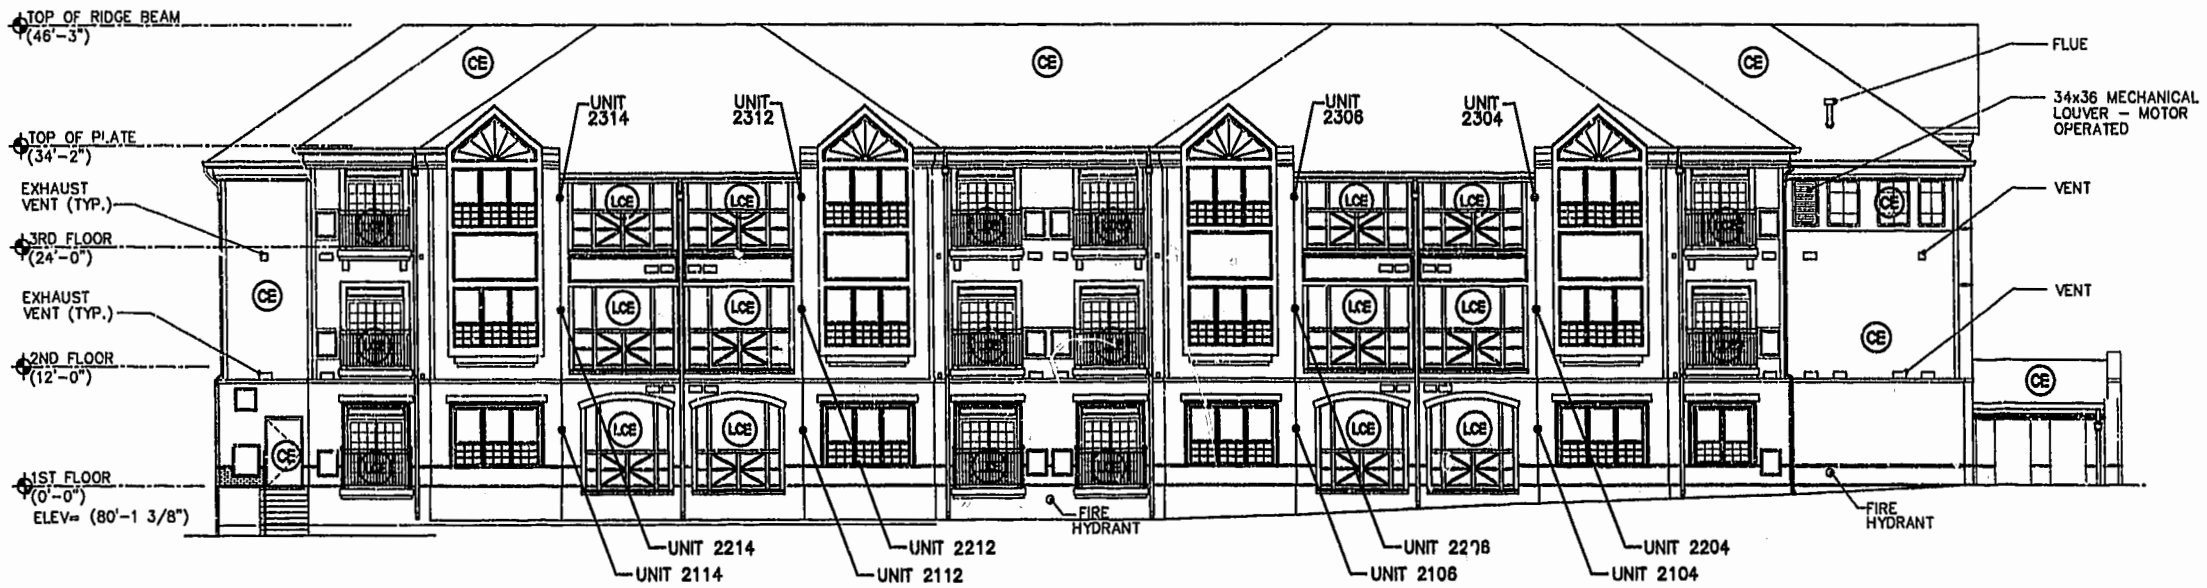 TOP OF RIDGE BEAM
(46'-3")
TOP OF PLATE
(34'-2")
EXHAUST
VENT (TYP.)
3RD FLOOR
(24'-0")
EXHAUST
VENT (TYP.)
2ND FLOOR
(12'-0")
1ST FLOOR
(0'-0")
ELEV= (80'-1 3/8")
CE
CE
CE
UNIT
2314
UNIT
2312
UNIT
2306
UNIT
2304
FLUE
34x36 MECHANICAL
LOUVER – MOTOR
OPERATED
VENT
VENT
LCE
LCE
LCE
LCE
CE
CE
LCE
LCE
LCE
LCE
CE
CE
LCE
LCE
LCE
LCE
CE
FIRE
HYDRANT
FIRE
HYDRANT
UNIT 2214
UNIT 2212
UNIT 2204
UNIT 2114
UNIT 2112
UNIT 2106
UNIT 2104